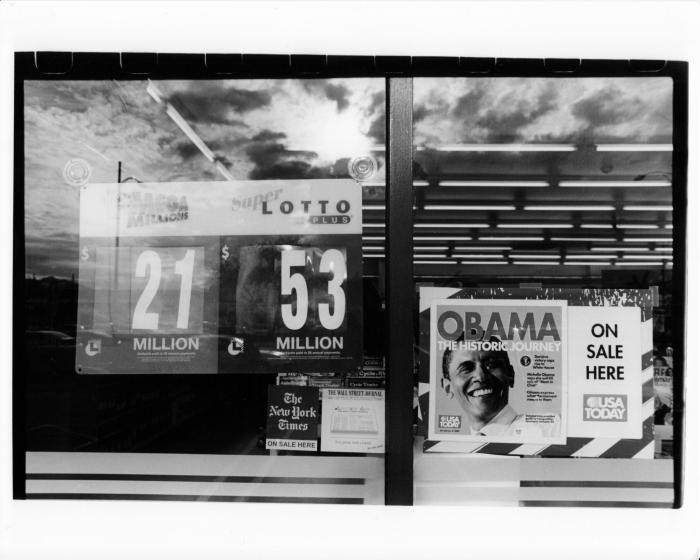 MEGA
MILLIONS
Super
LOTTO
PLUS
$
21
MILLION
$
53
MILLION
The
New York
Times
ON SALE HERE
THE WALL STREET JOURNAL
OBAMA
THE HISTORIC JOURNEY
USA
TODAY
ON
SALE
HERE
USA
TODAY